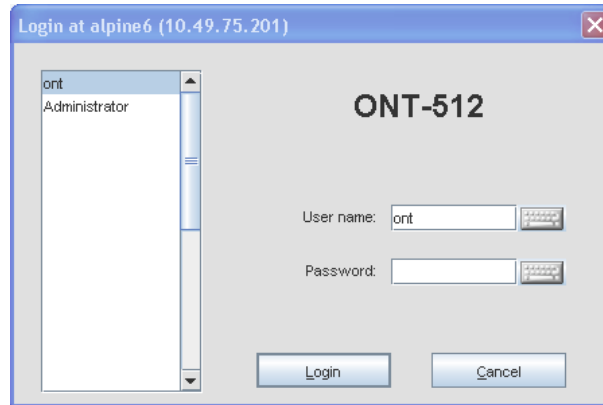 Login at alpine6 (10.49.75.201)
ont
Administrator
ONT-512
User name: ont
Password:
Login Cancel